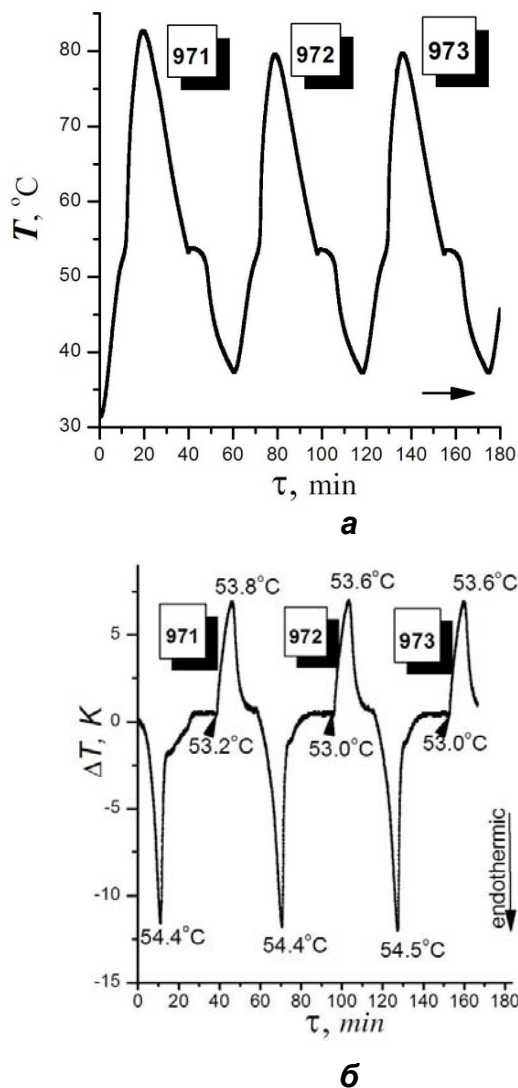 80
971
972
973
70
60
50
40
30
T, °C
0 20 40 60 80 100 120 140 160 180
τ, min
а
53.8°C
53.6°C
53.6°C
5
971
972
973
0
53.2°C
53.0°C
53.0°C
ΔT, K
-5
endothermic
-10
54.4°C
54.4°C
54.5°C
-15
0 20 40 60 80 100 120 140 160 180
τ, min
б